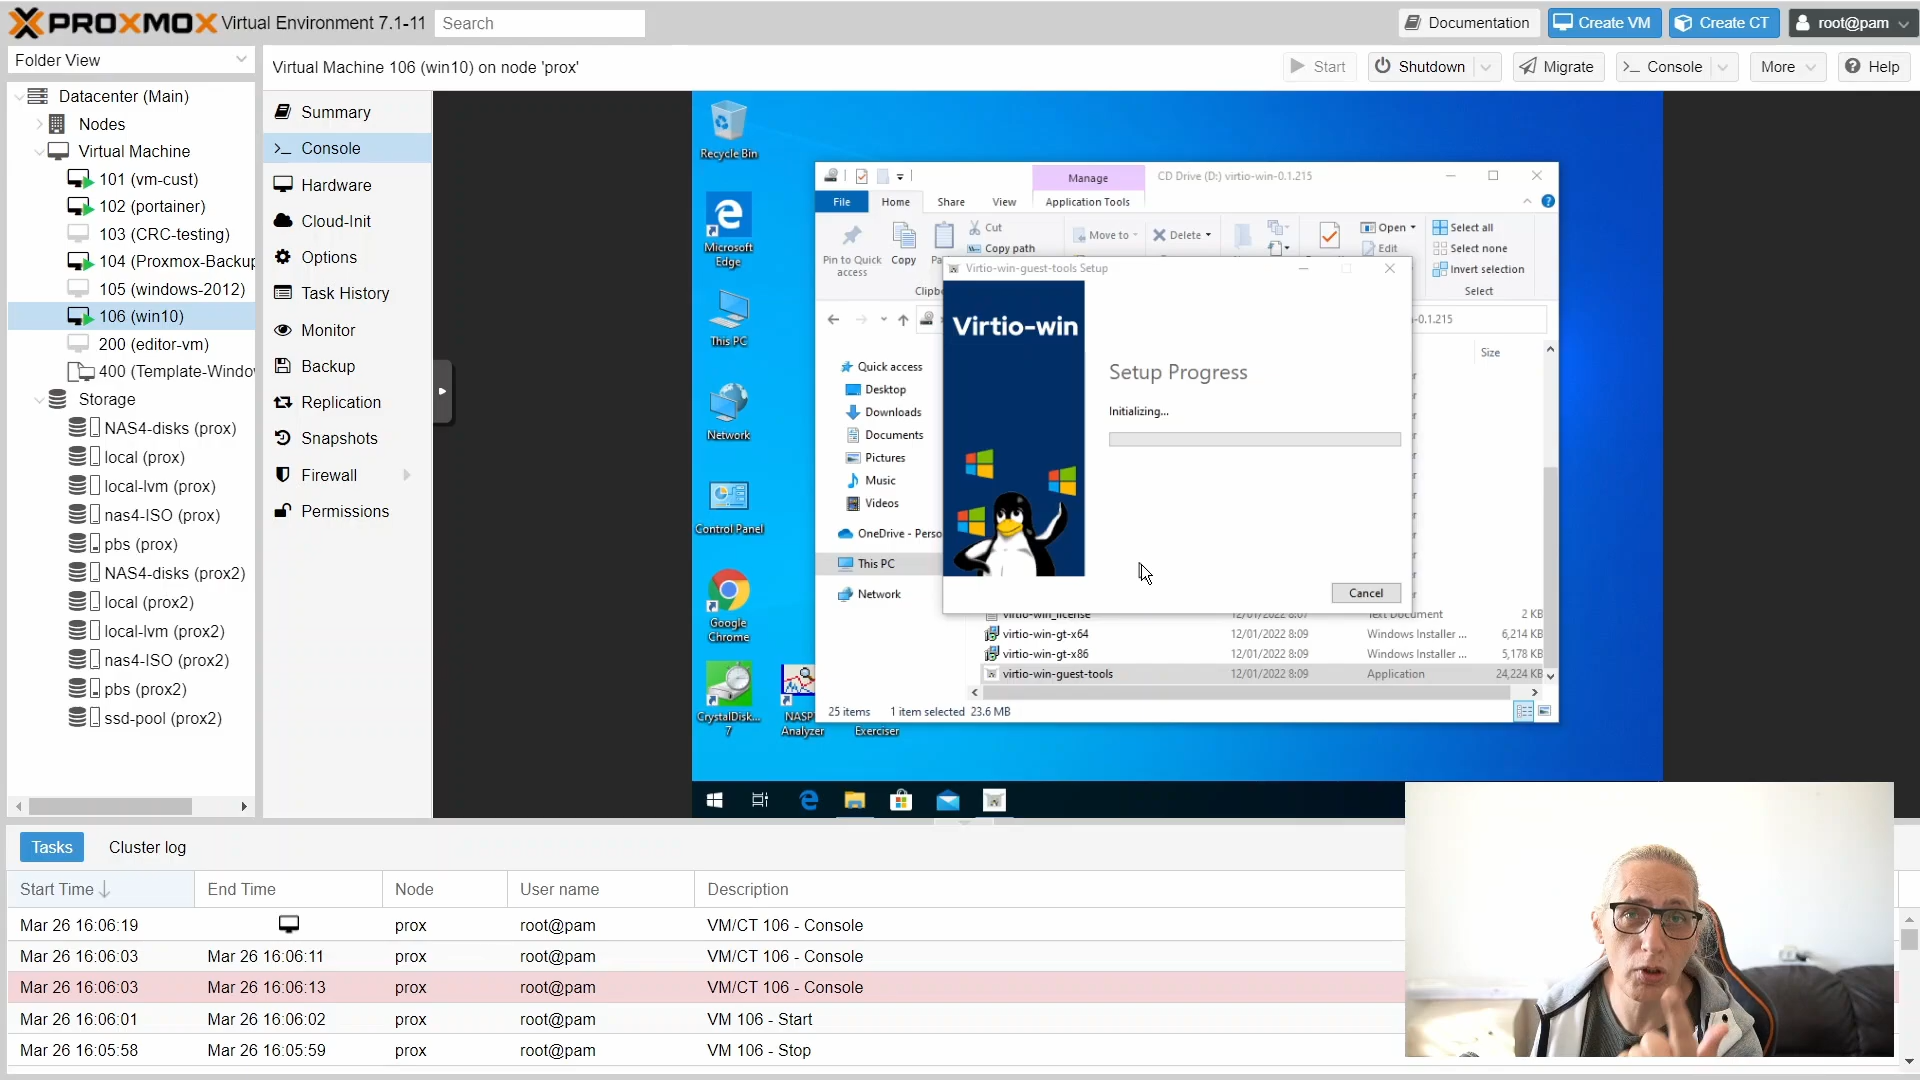 PROXMOX Virtual Environment 7.1-11 Search Documentation Create VM Create CT root@pam
Folder View
Virtual Machine 106 (win10) on node 'prox' Start Shutdown Migrate Console More Help
Datacenter (Main)
Nodes
Virtual Machine
101 (vm-cust)
102 (portainer)
103 (CRC-testing)
104 (Proxmox-Backup
105 (windows-2012)
106 (win10)
200 (editor-vm)
400 (Template-Windo
Storage
NAS4-disks (prox)
local (prox)
local-lvm (prox)
nas4-ISO (prox)
pbs (prox)
NAS4-disks (prox2)
local (prox2)
local-lvm (prox2)
nas4-ISO (prox2)
pbs (prox2)
ssd-pool (prox2)
Summary
>_ Console
Hardware
Cloud-Init
Options
Task History
Monitor
Backup
Replication
Snapshots
Firewall
Permissions
Recycle Bin
Microsoft
Edge
This PC
Network
Control Panel
Google
Chrome
CrystalDisk...
7
NASP
Analyzer
Exerciser
Manage CD Drive (D:) virtio-win-0.1.215
File Home Share View Application Tools
Pin to Quick
access
Copy
Pa
Cut
Copy path
Clipb
Move to
Delete
Open
Edit
Select all
Select none
Invert selection
Select
-0.1.215
Size
Quick access
Desktop
Downloads
Documents
Pictures
Music
Videos
OneDrive - Perso
This PC
Network
Virtio-win-guest-tools Setup
Virtio-win
Setup Progress
Initializing...
Cancel
virtio-win_license 12/01/2022 8:07 Text Document 2 KB
virtio-win-gt-x64 12/01/2022 8:09 Windows Installer ... 6,214 KB
virtio-win-gt-x86 12/01/2022 8:09 Windows Installer ... 5,178 KB
virtio-win-guest-tools 12/01/2022 8:09 Application 24,224 KB
25 items 1 item selected 23.6 MB
Tasks Cluster log
Start Time End Time Node User name Description
Mar 26 16:06:19 prox root@pam VM/CT 106 - Console
Mar 26 16:06:03 Mar 26 16:06:11 prox root@pam VM/CT 106 - Console
Mar 26 16:06:03 Mar 26 16:06:13 prox root@pam VM/CT 106 - Console
Mar 26 16:06:01 Mar 26 16:06:02 prox root@pam VM 106 - Start
Mar 26 16:05:58 Mar 26 16:05:59 prox root@pam VM 106 - Stop